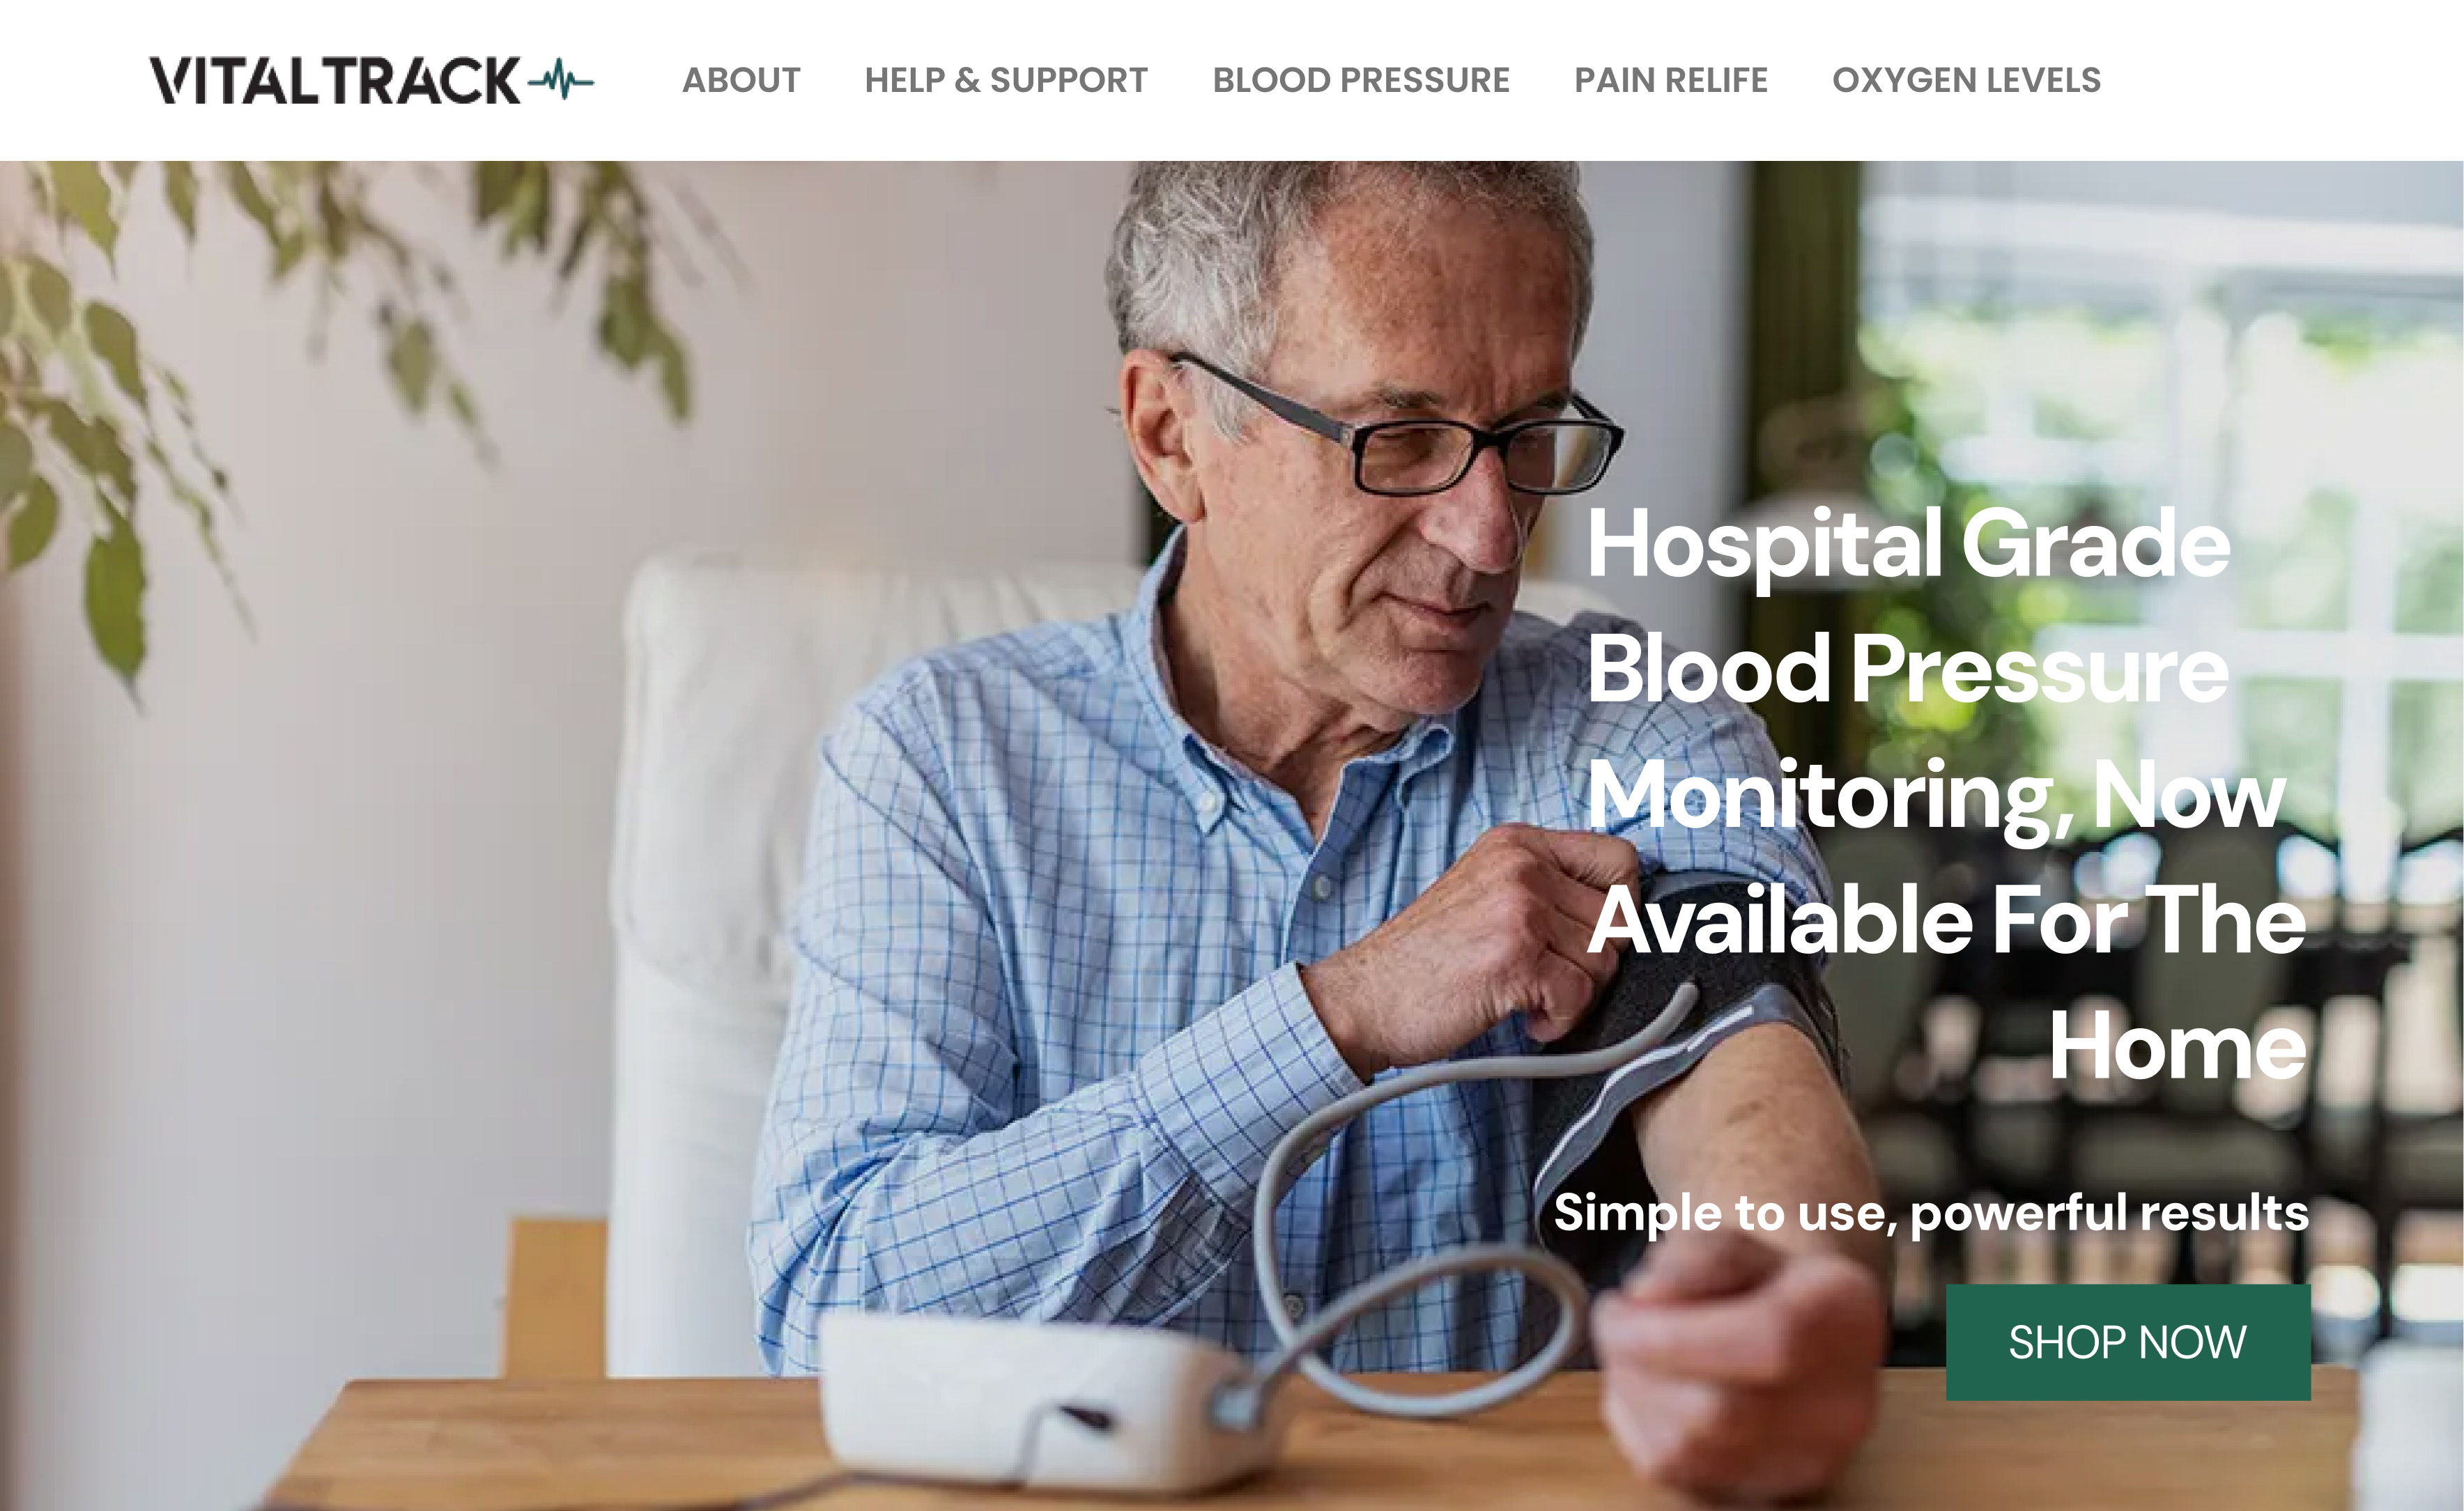 VITALTRACK
ABOUT
HELP & SUPPORT
BLOOD PRESSURE
PAIN RELIFE
OXYGEN LEVELS
Hospital Grade
Blood Pressure
Monitoring, Now
Available For The
Home
Simple to use, powerful results
SHOP NOW